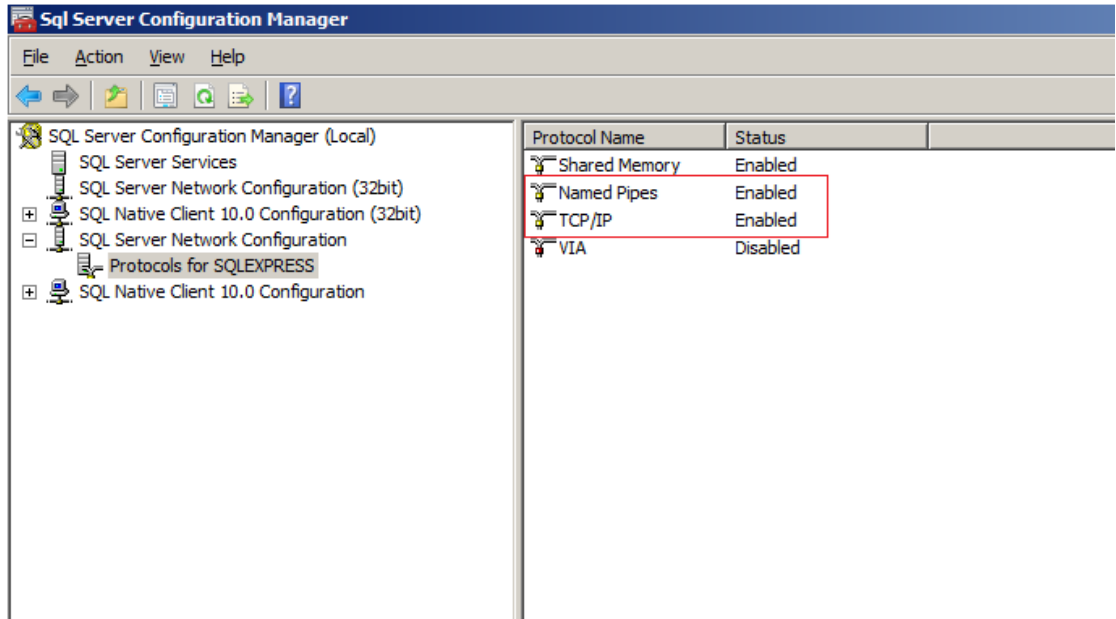 Sql Server Configuration Manager
File Action View Help
SQL Server Configuration Manager (Local)
SQL Server Services
SQL Server Network Configuration (32bit)
SQL Native Client 10.0 Configuration (32bit)
SQL Server Network Configuration
Protocols for SQLEXPRESS
SQL Native Client 10.0 Configuration
Protocol Name Status
Shared Memory Enabled
Named Pipes Enabled
TCP/IP Enabled
VIA Disabled